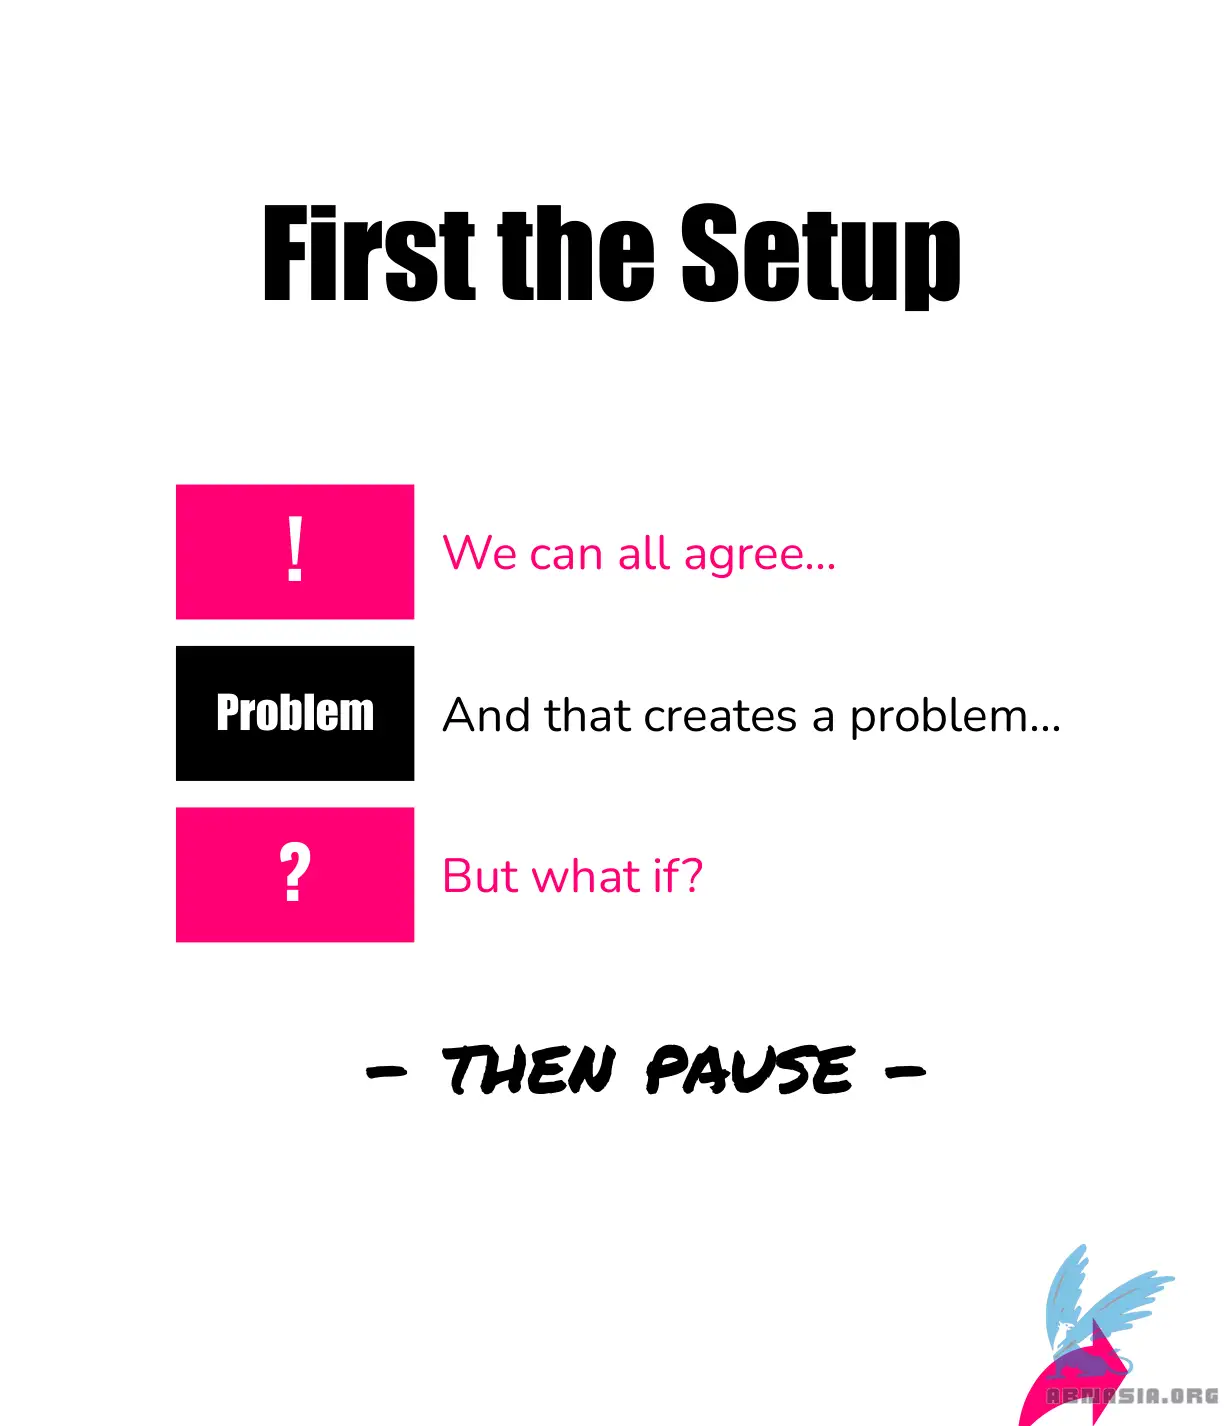 First the Setup
!
We can all agree...
Problem
And that creates a problem...
?
But what if?
- THEN PAUSE -
ABNASIA.ORG